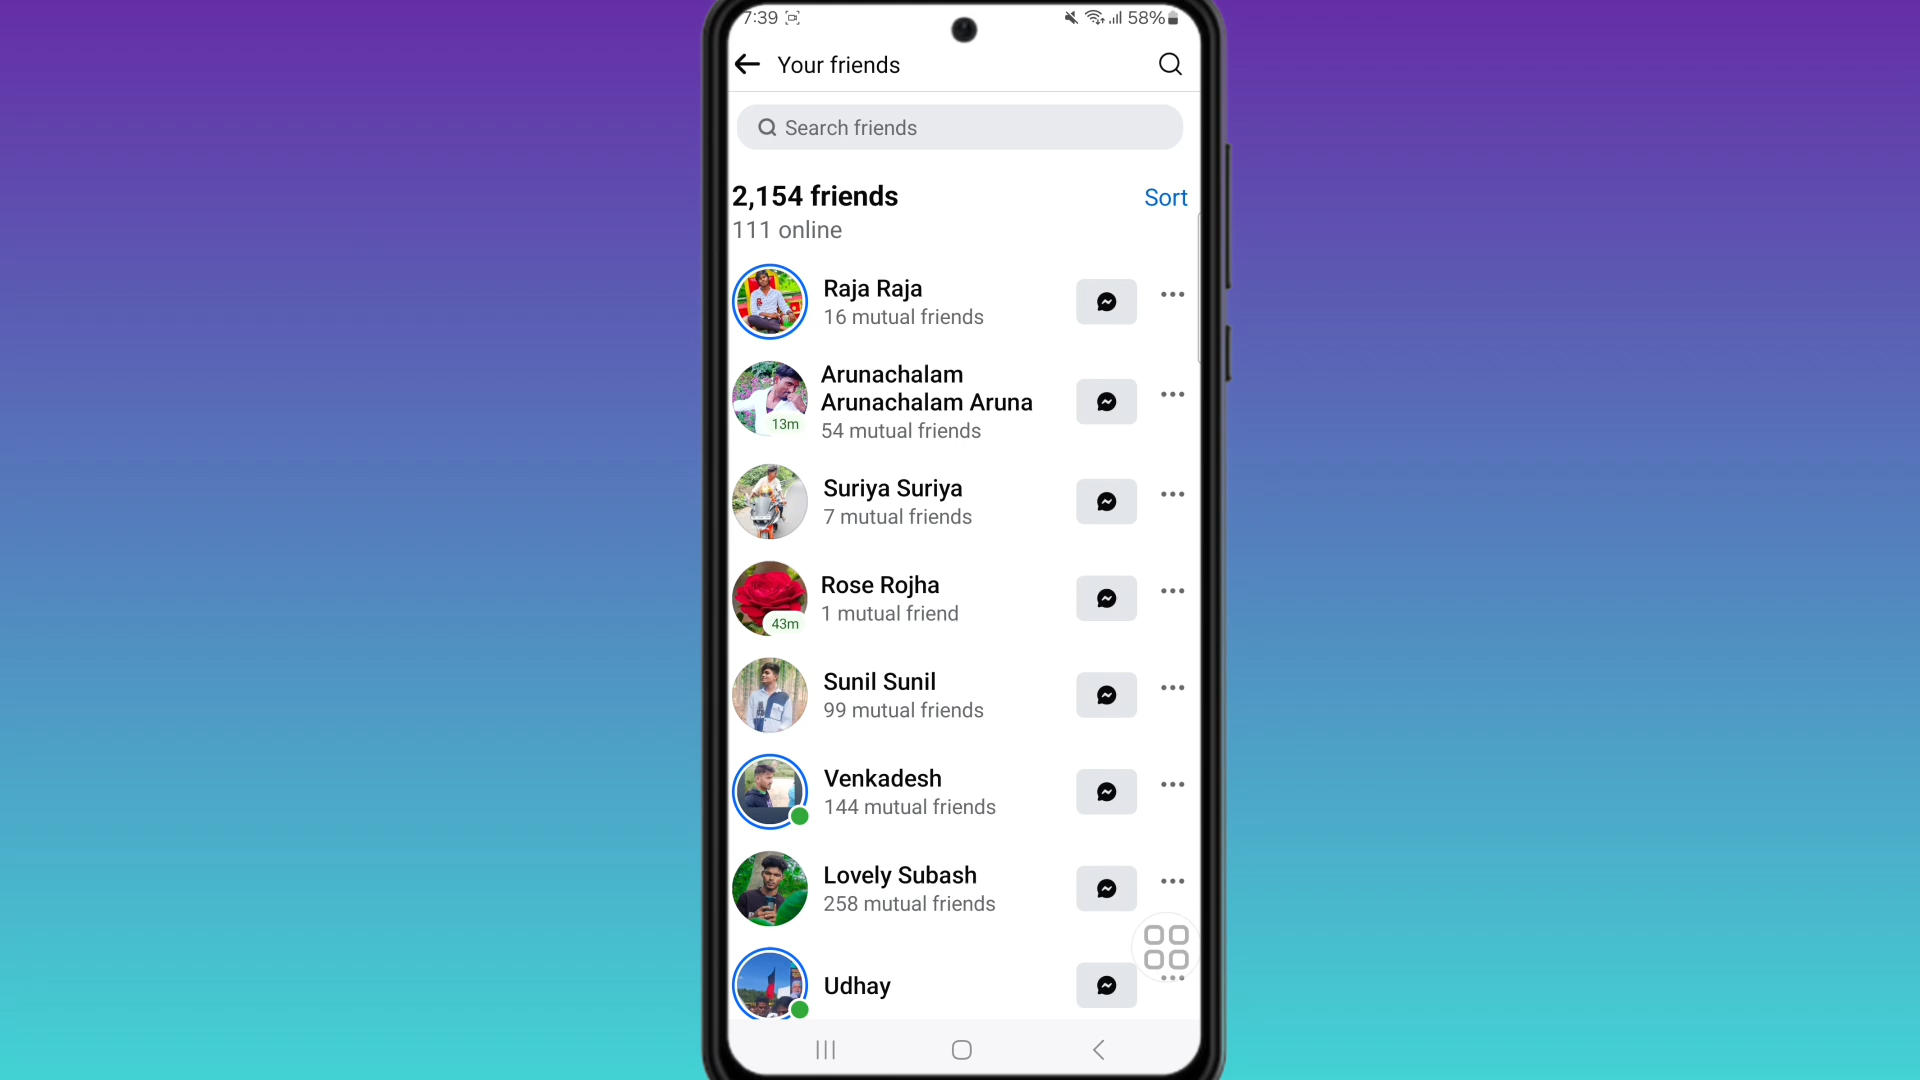 7:39 58%
Your friends
Search friends
2,154 friends Sort
111 online
Raja Raja
16 mutual friends
Arunachalam
Arunachalam Aruna
13m
54 mutual friends
Suriya Suriya
7 mutual friends
Rose Rojha
1 mutual friend
43m
Sunil Sunil
99 mutual friends
Venkadesh
144 mutual friends
Lovely Subash
258 mutual friends
Udhay